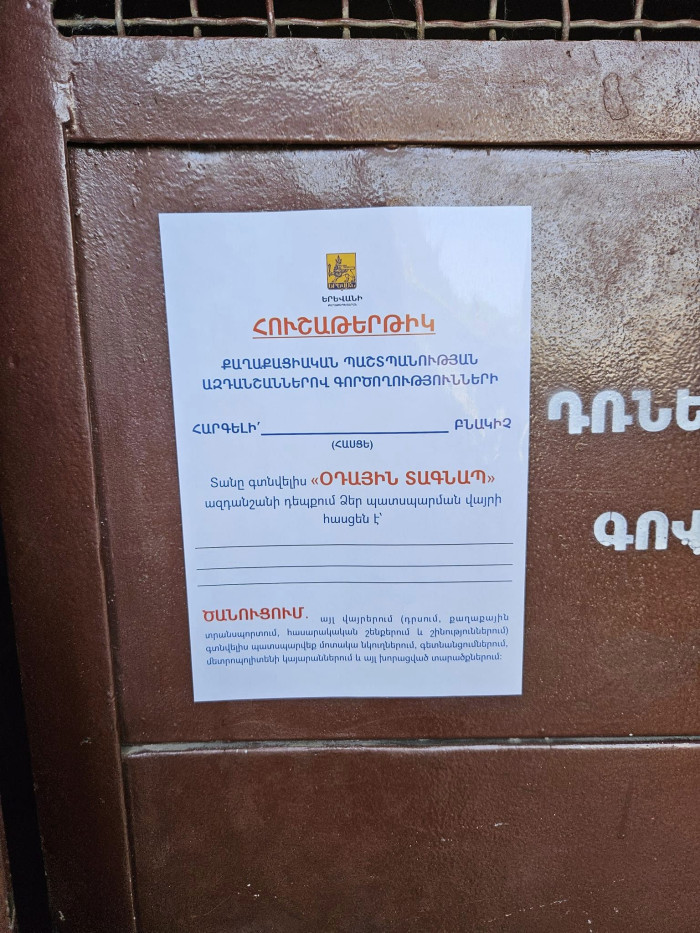 ԵՐԵՎԱՆ
ԵՐԵՎԱՆԻ
ՀՈՒՇԱԹԵՐԹԻԿ
ՔԱՂԱՔԱՑԻԱԿԱՆ ՊԱՇՏՊԱՆՈՒԹՅԱՆ
ԱԶԴԱՆՇԱՆՆԵՐՈՎ ԳՈՐԾՈՂՈՒԹՅՈՒՆՆԵՐԻ
ՀԱՐԳԵԼԻ՛ ԲՆԱԿԻՉ
(ՀԱՍՑԵ)
Տանը գտնվելիս «ՕԴԱՅԻՆ ՏԱԳՆԱՊ»
ազդանշանի դեպքում Ձեր պատսպարման վայրի
հասցեն է՝
ԾԱՆՈՒՑՈՒՄ. այլ վայրերում (դրսում, քաղաքային
տրանսպորտում, հասարակական շենքերում և շինություններում)
գտնվելիս պատսպարվեք մոտակա նկուղներում, գետնանցումներում,
մետրոպոլիտենի կայարաններում և այլ խորացված տարածքներում:
ԴՌՆԵ
ԳՈՎ